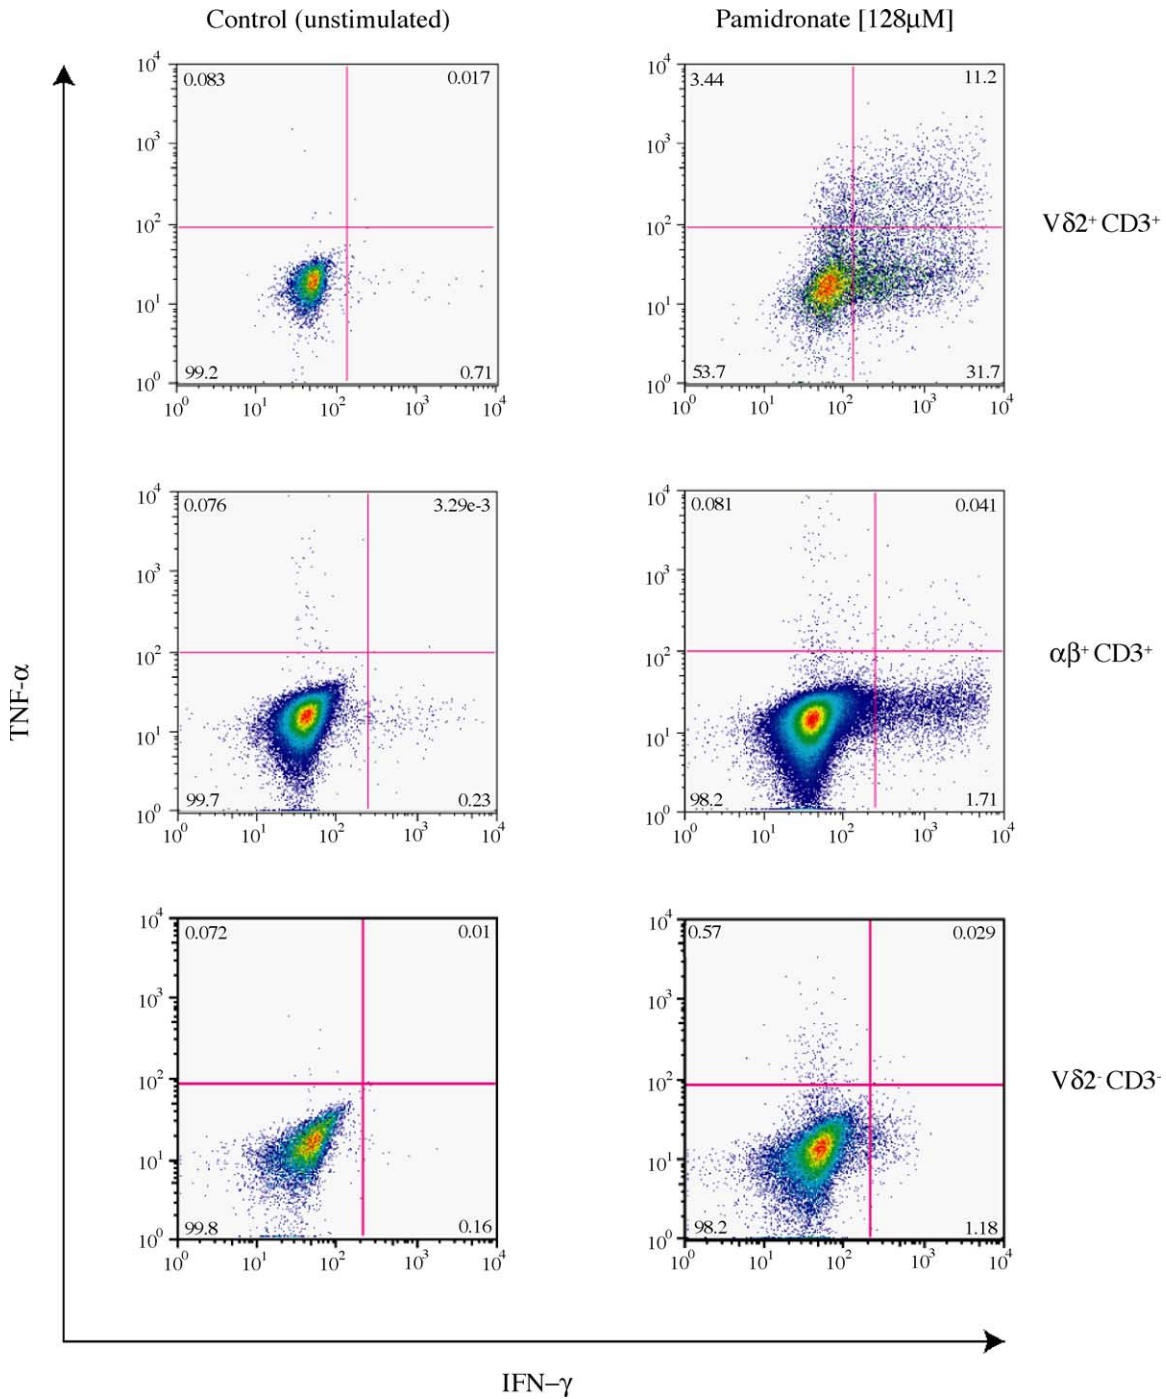 Control (unstimulated) Pamidronate [128μM]
10⁴ 0.083 0.017 10⁴ 3.44 11.2
10³ 10³
10² 10² Vδ2⁺ CD3⁺
10¹ 10¹
99.2 0.71 53.7 31.7
10⁰ 10⁰
10⁰ 10¹ 10² 10³ 10⁴ 10⁰ 10¹ 10² 10³ 10⁴
10⁴ 0.076 3.29e-3 10⁴ 0.081 0.041
10³ 10³
10² 10² αβ⁺ CD3⁺
TNF-α
10¹ 10¹
99.7 0.23 98.2 1.71
10⁰ 10⁰
10⁰ 10¹ 10² 10³ 10⁴ 10⁰ 10¹ 10² 10³ 10⁴
10⁴ 0.072 0.01 10⁴ 0.57 0.029
10³ 10³
10² 10² Vδ2⁻ CD3⁻
10¹ 10¹
99.8 0.16 98.2 1.18
10⁰ 10⁰
10⁰ 10¹ 10² 10³ 10⁴ 10⁰ 10¹ 10² 10³ 10⁴
IFN–γ